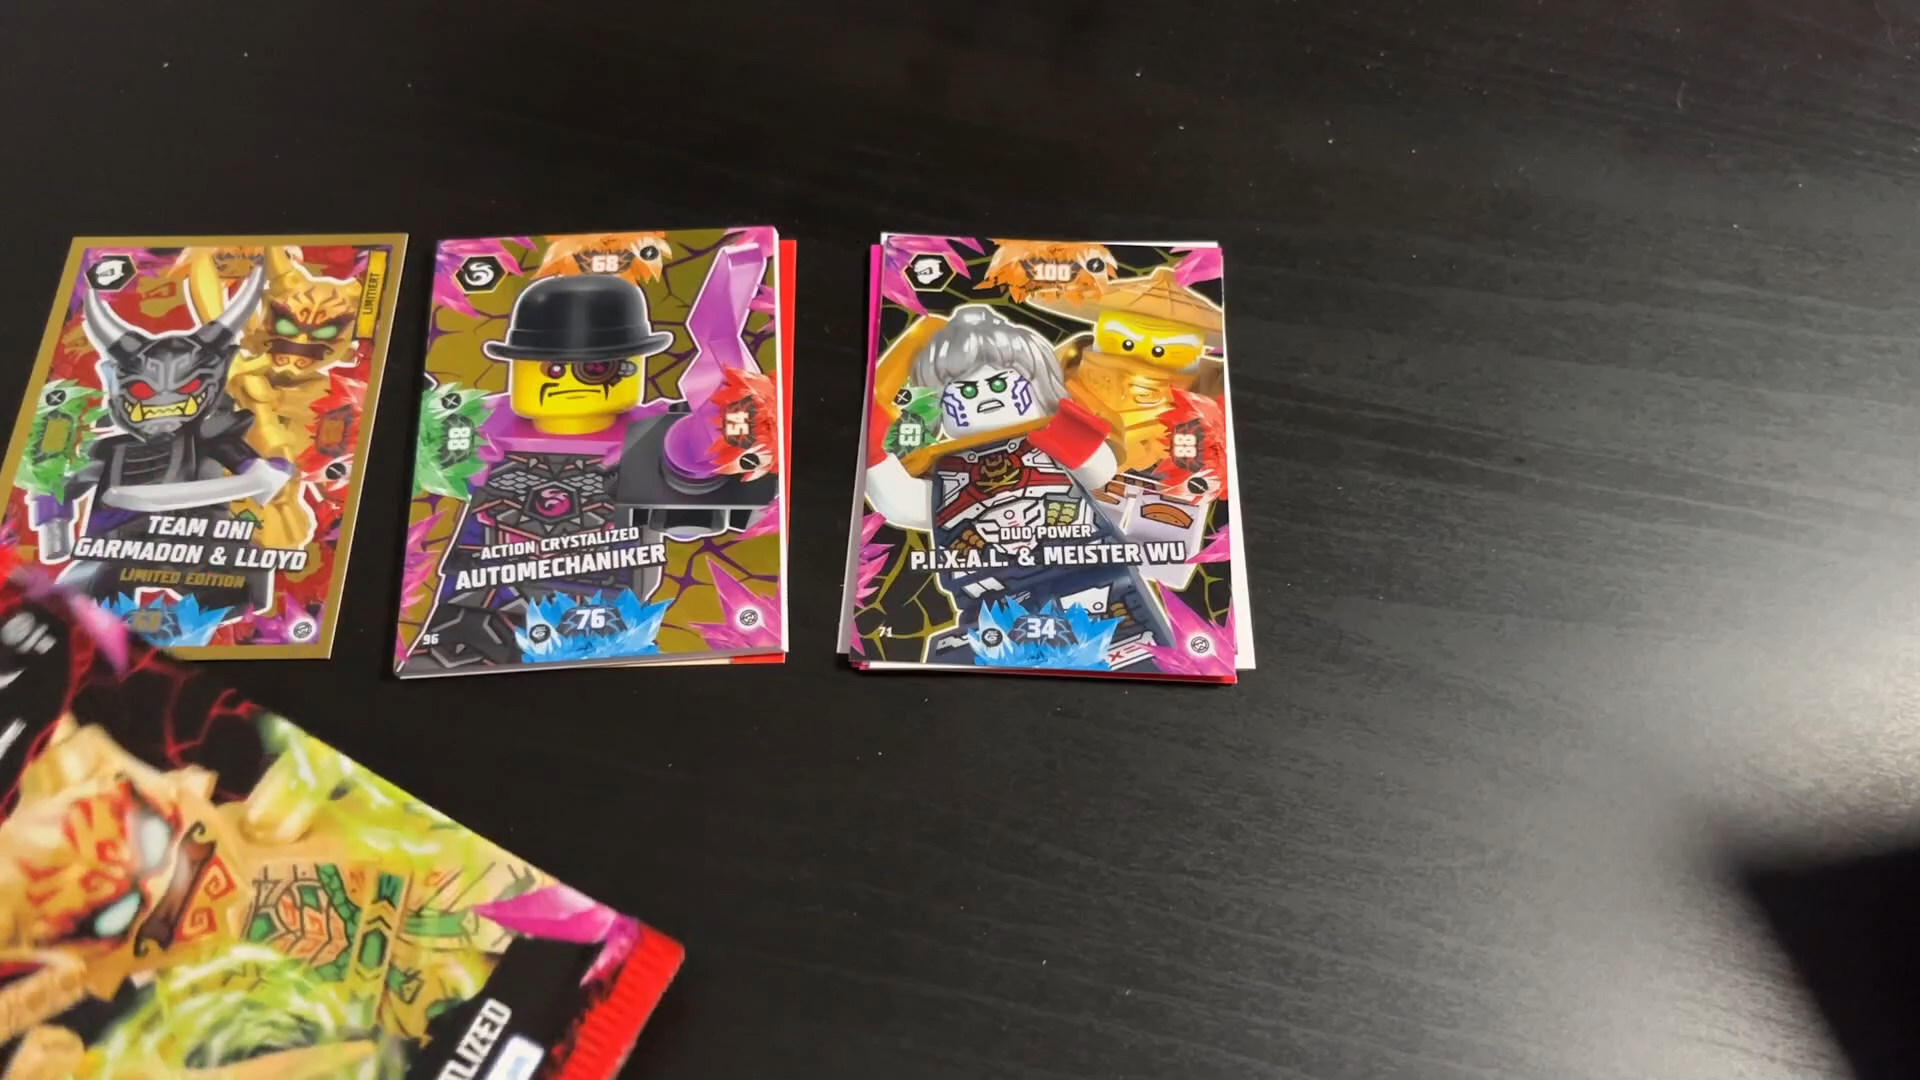 LIMITIERT
TEAM ONI
GARMADON & LLOYD
LIMITED EDITION
68
88
54
ACTION CRYSTALIZED
AUTOMECHANIKER
76
96
100
63
88
DUO POWER
P.I.X.A.L. & MEISTER WU
34
71